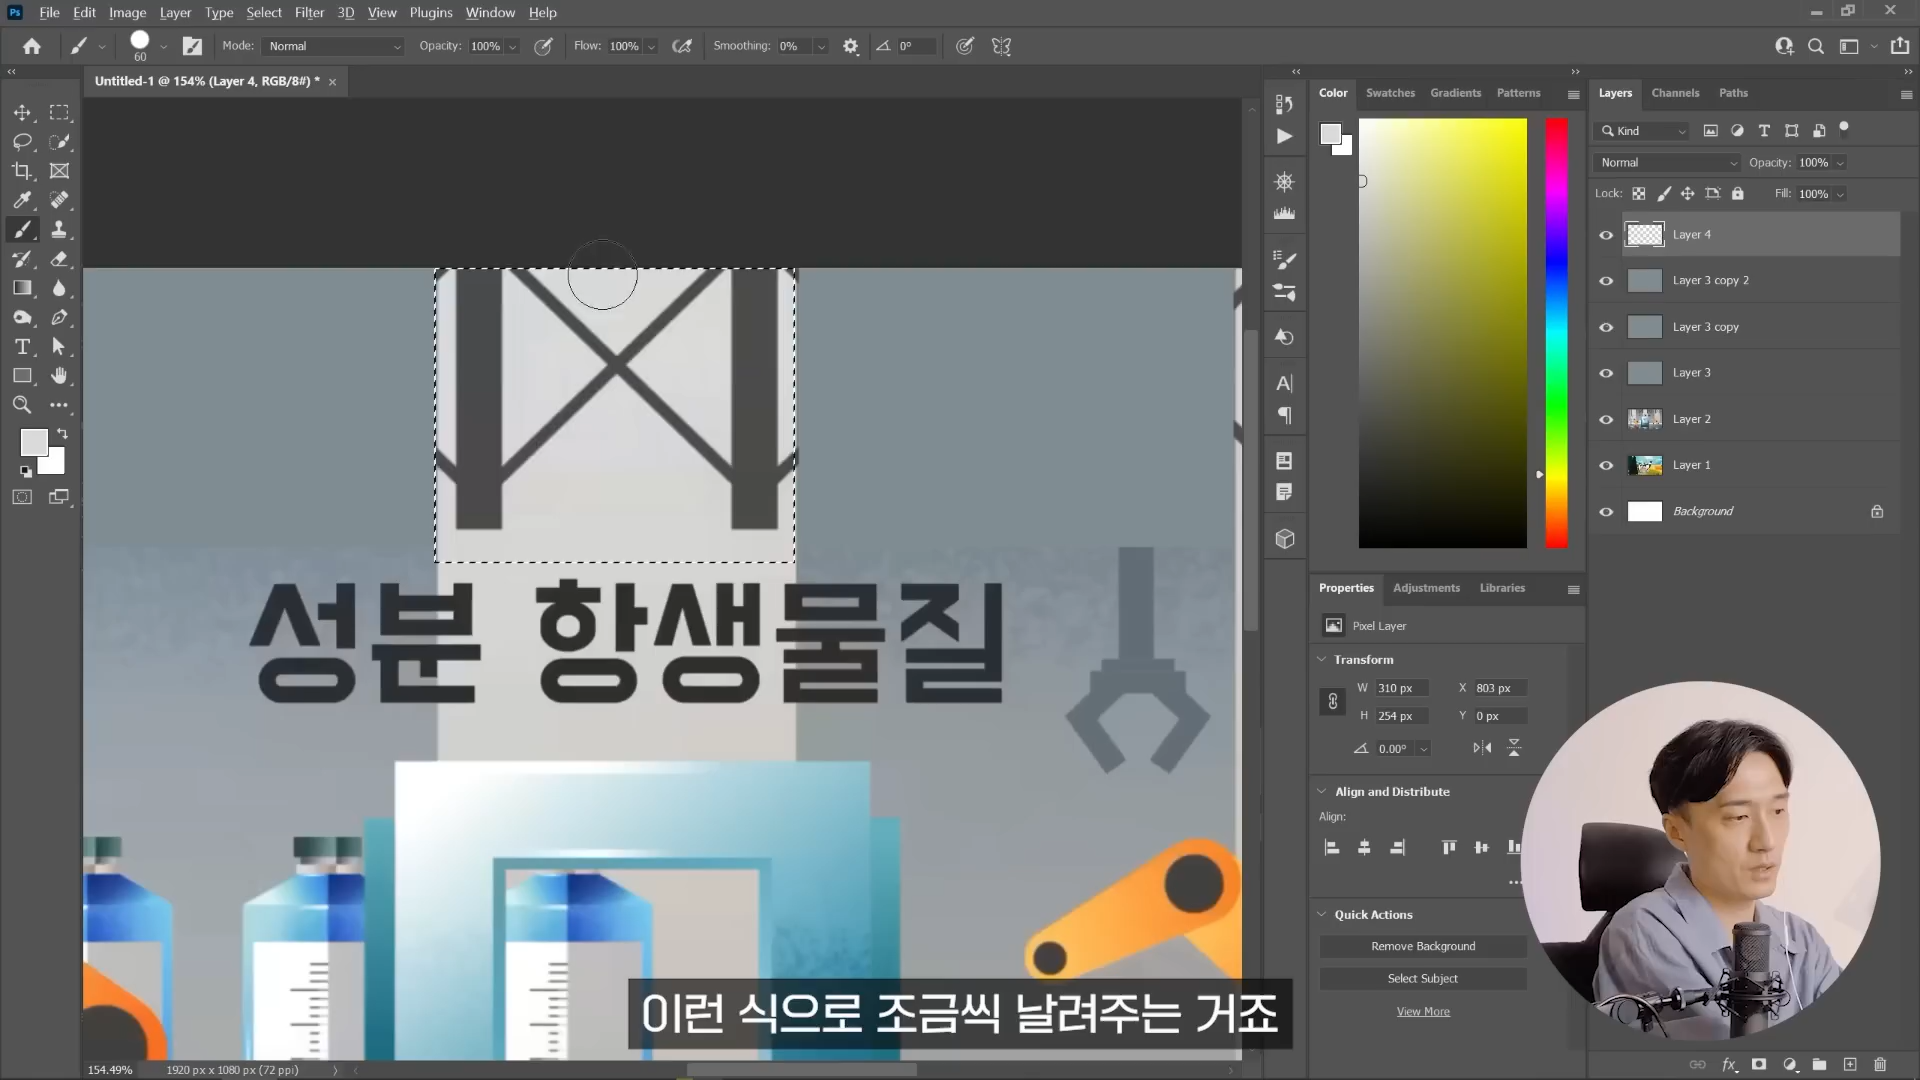 Ps File Edit Image Layer Type Select Filter 3D View Plugins Window Help
60 Mode: Normal Opacity: 100% Flow: 100% Smoothing: 0% 0°
Untitled-1 @ 154% (Layer 4, RGB/8#) *
Color Swatches Gradients Patterns
Layers Channels Paths
Kind
Normal Opacity: 100%
Lock: Fill: 100%
Layer 4
Layer 3 copy 2
Layer 3 copy
Layer 3
Layer 2
Layer 1
Background
성분 항생물질
Properties Adjustments Libraries
Pixel Layer
Transform
W 310 px X 803 px
H 254 px Y 0 px
0.00°
Align and Distribute
Align:
Quick Actions
Remove Background
Select Subject
View More
이런 식으로 조금씩 날려주는 거죠
154.49% 1920 px x 1080 px (72 ppi)